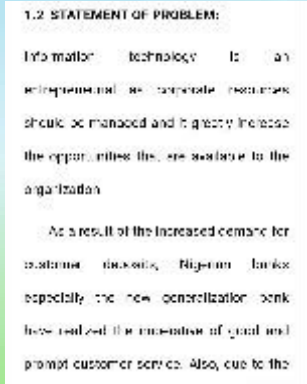 1.2 STATEMENT OF PROBLEM:
Information technology is an
entrepreneurial as corporate resources
should be managed and it greatly increase
the opportunities that are available to the
organization
As a result of the increased demand for
customer deposits, Nigerian banks
especially the new generalization bank
have realized the imperative of good and
prompt customer service. Also, due to the